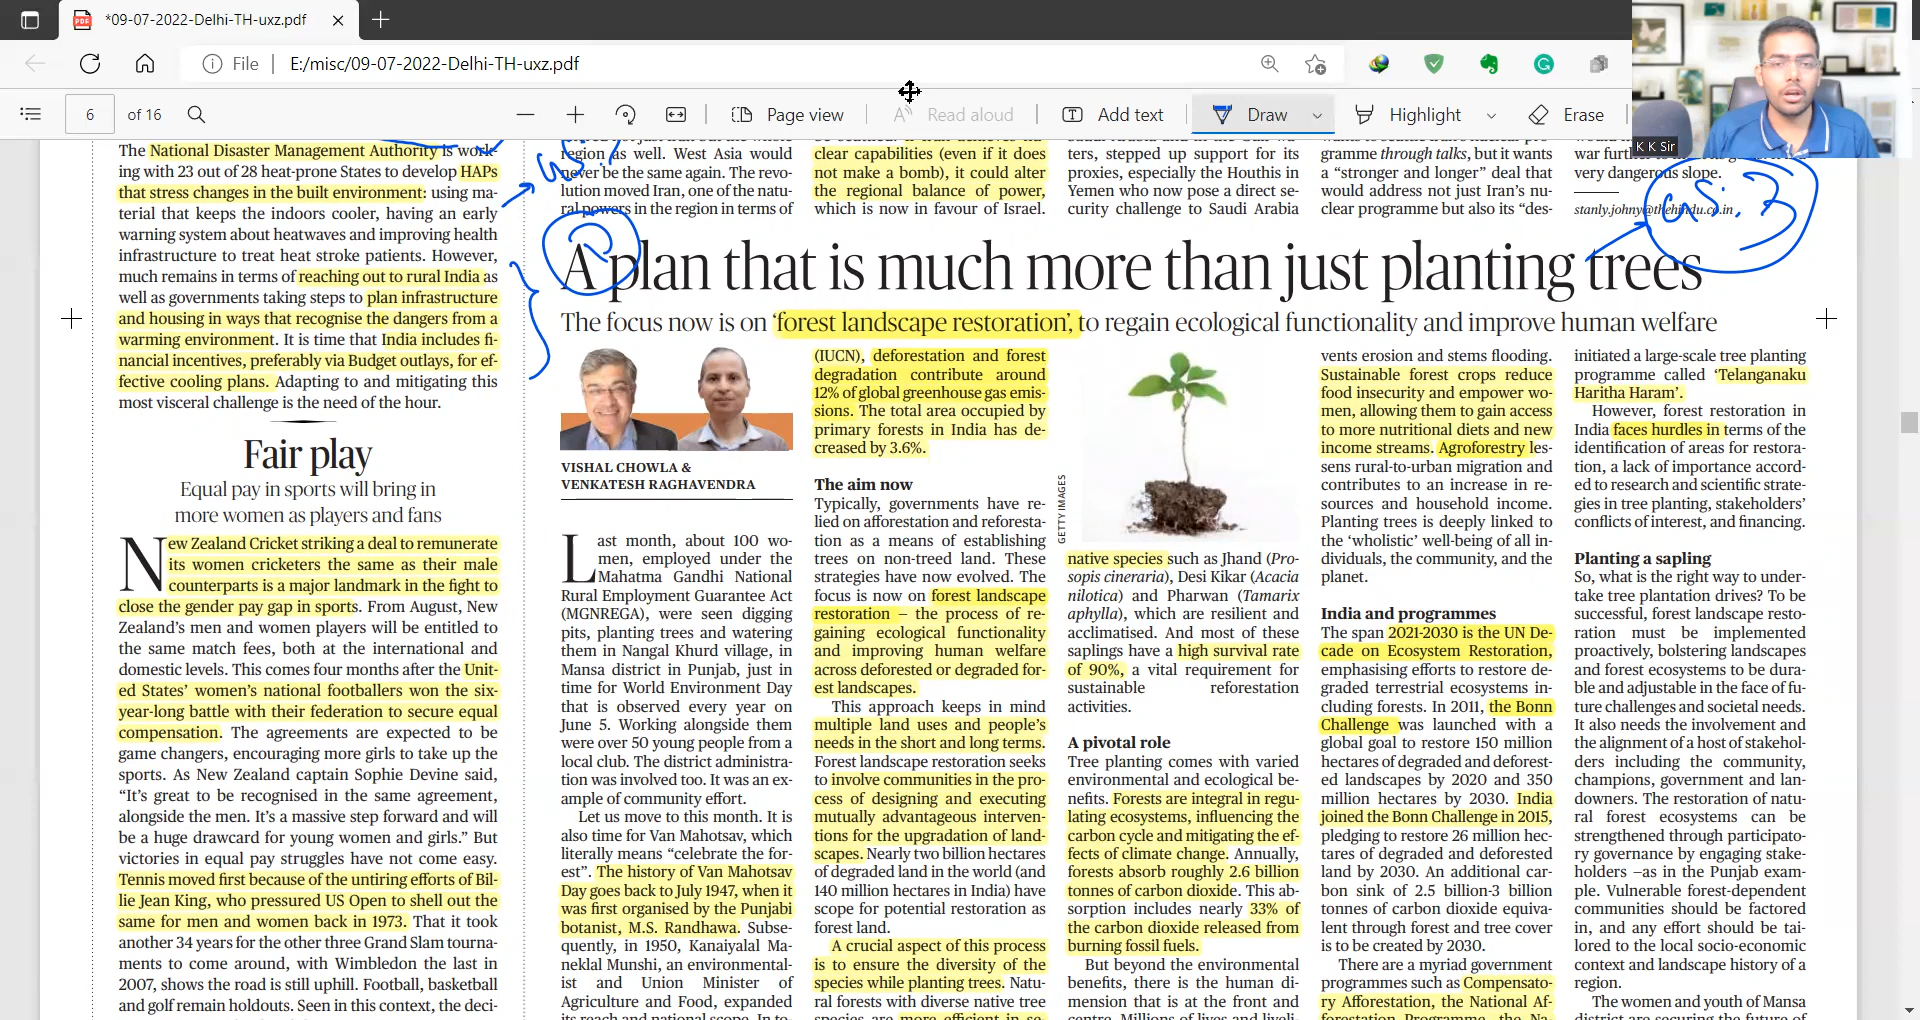 *09-07-2022-Delhi-TH-uxz.pdf
File
E:/misc/09-07-2022-Delhi-TH-uxz.pdf
6 of 16
Page view
Read aloud
Add text
Draw
Highlight
Erase
K K Sir
The National Disaster Management Authority is work-
ing with 23 out of 28 heat-prone States to develop HAPs
that stress changes in the built environment: using ma-
terial that keeps the indoors cooler, having an early
warning system about heatwaves and improving health
infrastructure to treat heat stroke patients. However,
much remains in terms of reaching out to rural India as
well as governments taking steps to plan infrastructure
and housing in ways that recognise the dangers from a
warming environment. It is time that India includes fi-
nancial incentives, preferably via Budget outlays, for ef-
fective cooling plans. Adapting to and mitigating this
most visceral challenge is the need of the hour.
Fair play
Equal pay in sports will bring in
more women as players and fans
New Zealand Cricket striking a deal to remunerate
its women cricketers the same as their male
counterparts is a major landmark in the fight to
close the gender pay gap in sports. From August, New
Zealand's men and women players will be entitled to
the same match fees, both at the international and
domestic levels. This comes four months after the Unit-
ed States' women's national footballers won the six-
year-long battle with their federation to secure equal
compensation. The agreements are expected to be
game changers, encouraging more girls to take up the
sports. As New Zealand captain Sophie Devine said,
"It's great to be recognised in the same agreement,
alongside the men. It's a massive step forward and will
be a huge drawcard for young women and girls." But
victories in equal pay struggles have not come easy.
Tennis moved first because of the untiring efforts of Bil-
lie Jean King, who pressured US Open to shell out the
same for men and women back in 1973. That it took
another 34 years for the other three Grand Slam tourna-
ments to come around, with Wimbledon the last in
2007, shows the road is still uphill. Football, basketball
and golf remain holdouts. Seen in this context, the deci-
region as well. West Asia would
never be the same again. The revo-
lution moved Iran, one of the natu-
ral powers in the region in terms of
clear capabilities (even if it does
not make a bomb), it could alter
the regional balance of power,
which is now in favour of Israel.
ters, stepped up support for its
proxies, especially the Houthis in
Yemen who now pose a direct se-
curity challenge to Saudi Arabia
gramme through talks, but it wants
a "stronger and longer" deal that
would address not just Iran's nu-
clear programme but also its "des-
war further
very dangerous slope.
stanly.johny@thehindu.co.in
GS: 3
A plan that is much more than just planting trees
The focus now is on 'forest landscape restoration', to regain ecological functionality and improve human welfare
VISHAL CHOWLA &
VENKATESH RAGHAVENDRA
Last month, about 100 wo-
men, employed under the
Mahatma Gandhi National
Rural Employment Guarantee Act
(MGNREGA), were seen digging
pits, planting trees and watering
them in Nangal Khurd village, in
Mansa district in Punjab, just in
time for World Environment Day
that is observed every year on
June 5. Working alongside them
were over 50 young people from a
local club. The district administra-
tion was involved too. It was an ex-
ample of community effort.
Let us move to this month. It is
also time for Van Mahotsav, which
literally means "celebrate the for-
est". The history of Van Mahotsav
Day goes back to July 1947, when it
was first organised by the Punjabi
botanist, M.S. Randhawa. Subse-
quently, in 1950, Kanaiyalal Ma-
neklal Munshi, an environmental-
ist and Union Minister of
Agriculture and Food, expanded
its reach and national scope. In to-
(IUCN), deforestation and forest
degradation contribute around
12% of global greenhouse gas emis-
sions. The total area occupied by
primary forests in India has de-
creased by 3.6%.
The aim now
Typically, governments have re-
lied on afforestation and reforesta-
tion as a means of establishing
trees on non-treed land. These
strategies have now evolved. The
focus is now on forest landscape
restoration – the process of re-
gaining ecological functionality
and improving human welfare
across deforested or degraded for-
est landscapes.
This approach keeps in mind
multiple land uses and people's
needs in the short and long terms.
Forest landscape restoration seeks
to involve communities in the pro-
cess of designing and executing
mutually advantageous interven-
tions for the upgradation of land-
scapes. Nearly two billion hectares
of degraded land in the world (and
140 million hectares in India) have
scope for potential restoration as
forest land.
A crucial aspect of this process
is to ensure the diversity of the
species while planting trees. Natu-
ral forests with diverse native tree
species are more efficient in se-
GETTY IMAGES
native species such as Jhand (Pro-
sopis cineraria), Desi Kikar (Acacia
nilotica) and Pharwan (Tamarix
aphylla), which are resilient and
acclimatised. And most of these
saplings have a high survival rate
of 90%, a vital requirement for
sustainable reforestation
activities.
A pivotal role
Tree planting comes with varied
environmental and ecological be-
nefits. Forests are integral in regu-
lating ecosystems, influencing the
carbon cycle and mitigating the ef-
fects of climate change. Annually,
forests absorb roughly 2.6 billion
tonnes of carbon dioxide. This ab-
sorption includes nearly 33% of
the carbon dioxide released from
burning fossil fuels.
But beyond the environmental
benefits, there is the human di-
mension that is at the front and
centre. Millions of lives and liveli-
vents erosion and stems flooding.
Sustainable forest crops reduce
food insecurity and empower wo-
men, allowing them to gain access
to more nutritional diets and new
income streams. Agroforestry les-
sens rural-to-urban migration and
contributes to an increase in re-
sources and household income.
Planting trees is deeply linked to
the 'wholistic' well-being of all in-
dividuals, the community, and the
planet.
India and programmes
The span 2021-2030 is the UN De-
cade on Ecosystem Restoration,
emphasising efforts to restore de-
graded terrestrial ecosystems in-
cluding forests. In 2011, the Bonn
Challenge was launched with a
global goal to restore 150 million
hectares of degraded and deforest-
ed landscapes by 2020 and 350
million hectares by 2030. India
joined the Bonn Challenge in 2015,
pledging to restore 26 million hec-
tares of degraded and deforested
land by 2030. An additional car-
bon sink of 2.5 billion-3 billion
tonnes of carbon dioxide equiva-
lent through forest and tree cover
is to be created by 2030.
There are a myriad government
programmes such as Compensato-
ry Afforestation, the National Af-
forestation Programme, the Na-
initiated a large-scale tree planting
programme called 'Telanganaku
Haritha Haram'.
However, forest restoration in
India faces hurdles in terms of the
identification of areas for restora-
tion, a lack of importance accord-
ed to research and scientific strate-
gies in tree planting, stakeholders'
conflicts of interest, and financing.
Planting a sapling
So, what is the right way to under-
take tree plantation drives? To be
successful, forest landscape resto-
ration must be implemented
proactively, bolstering landscapes
and forest ecosystems to be dura-
ble and adjustable in the face of fu-
ture challenges and societal needs.
It also needs the involvement and
the alignment of a host of stakehol-
ders including the community,
champions, government and lan-
downers. The restoration of natu-
ral forest ecosystems can be
strengthened through participato-
ry governance by engaging stake-
holders –as in the Punjab exam-
ple. Vulnerable forest-dependent
communities should be factored
in, and any effort should be tai-
lored to the local socio-economic
context and landscape history of a
region.
The women and youth of Mansa
district are securing the future of